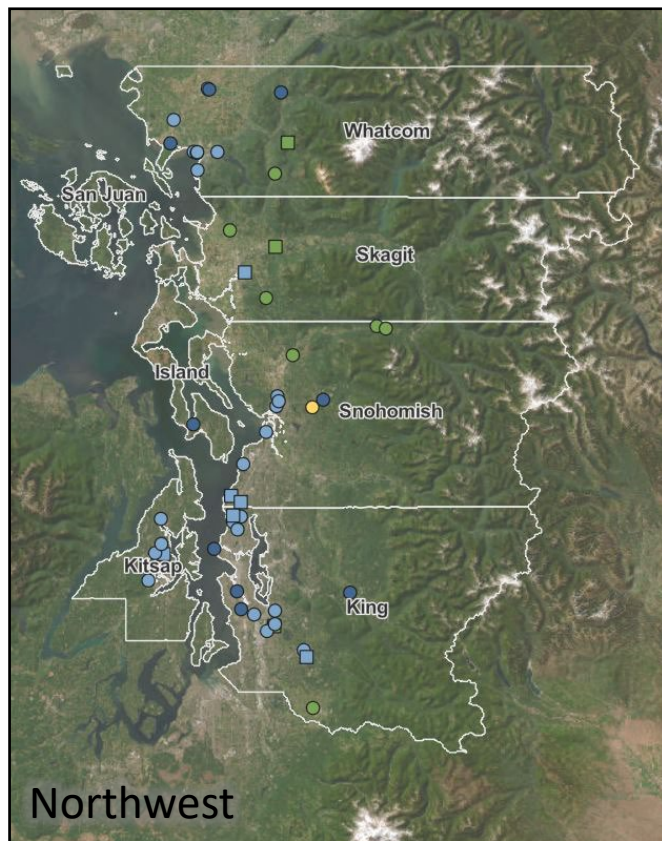 Whatcom
San Juan
Skagit
Island
Snohomish
Kitsap
King
Northwest